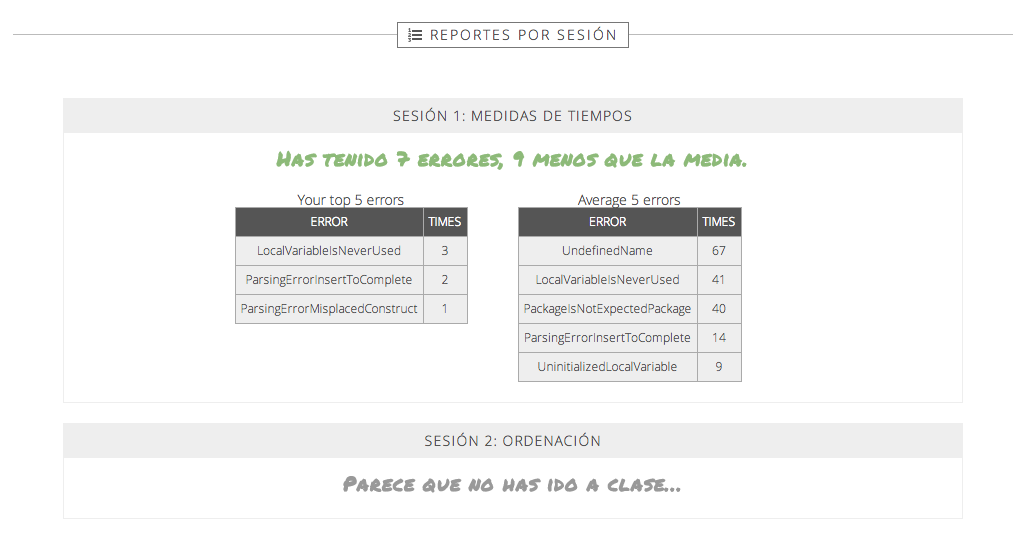 REPORTES POR SESIÓN
SESIÓN 1: MEDIDAS DE TIEMPOS
Has tenido 7 errores, 9 menos que la media.
Your top 5 errors
ERROR TIMES
LocalVariableIsNeverUsed 3
ParsingErrorInsertToComplete 2
ParsingErrorMisplacedConstruct 1
Average 5 errors
ERROR TIMES
UndefinedName 67
LocalVariableIsNeverUsed 41
PackageIsNotExpectedPackage 40
ParsingErrorInsertToComplete 14
UninitializedLocalVariable 9
SESIÓN 2: ORDENACIÓN
Parece que no has ido a clase...